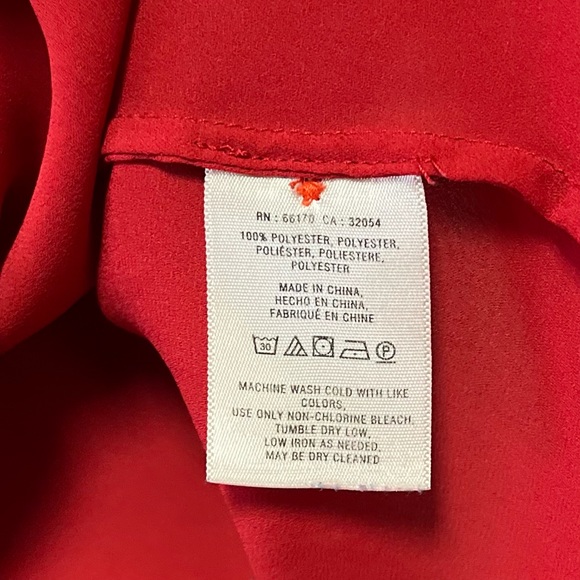 RN : 66170 CA : 32054
100% POLYESTER, POLYESTER,
POLIÉSTER, POLIESTERE,
POLYESTER
MADE IN CHINA,
HECHO EN CHINA,
FABRIQUÉ EN CHINE
30 P
MACHINE WASH COLD WITH LIKE
COLORS,
USE ONLY NON-CHLORINE BLEACH.
TUMBLE DRY LOW,
LOW IRON AS NEEDED,
MAY BE DRY CLEANED